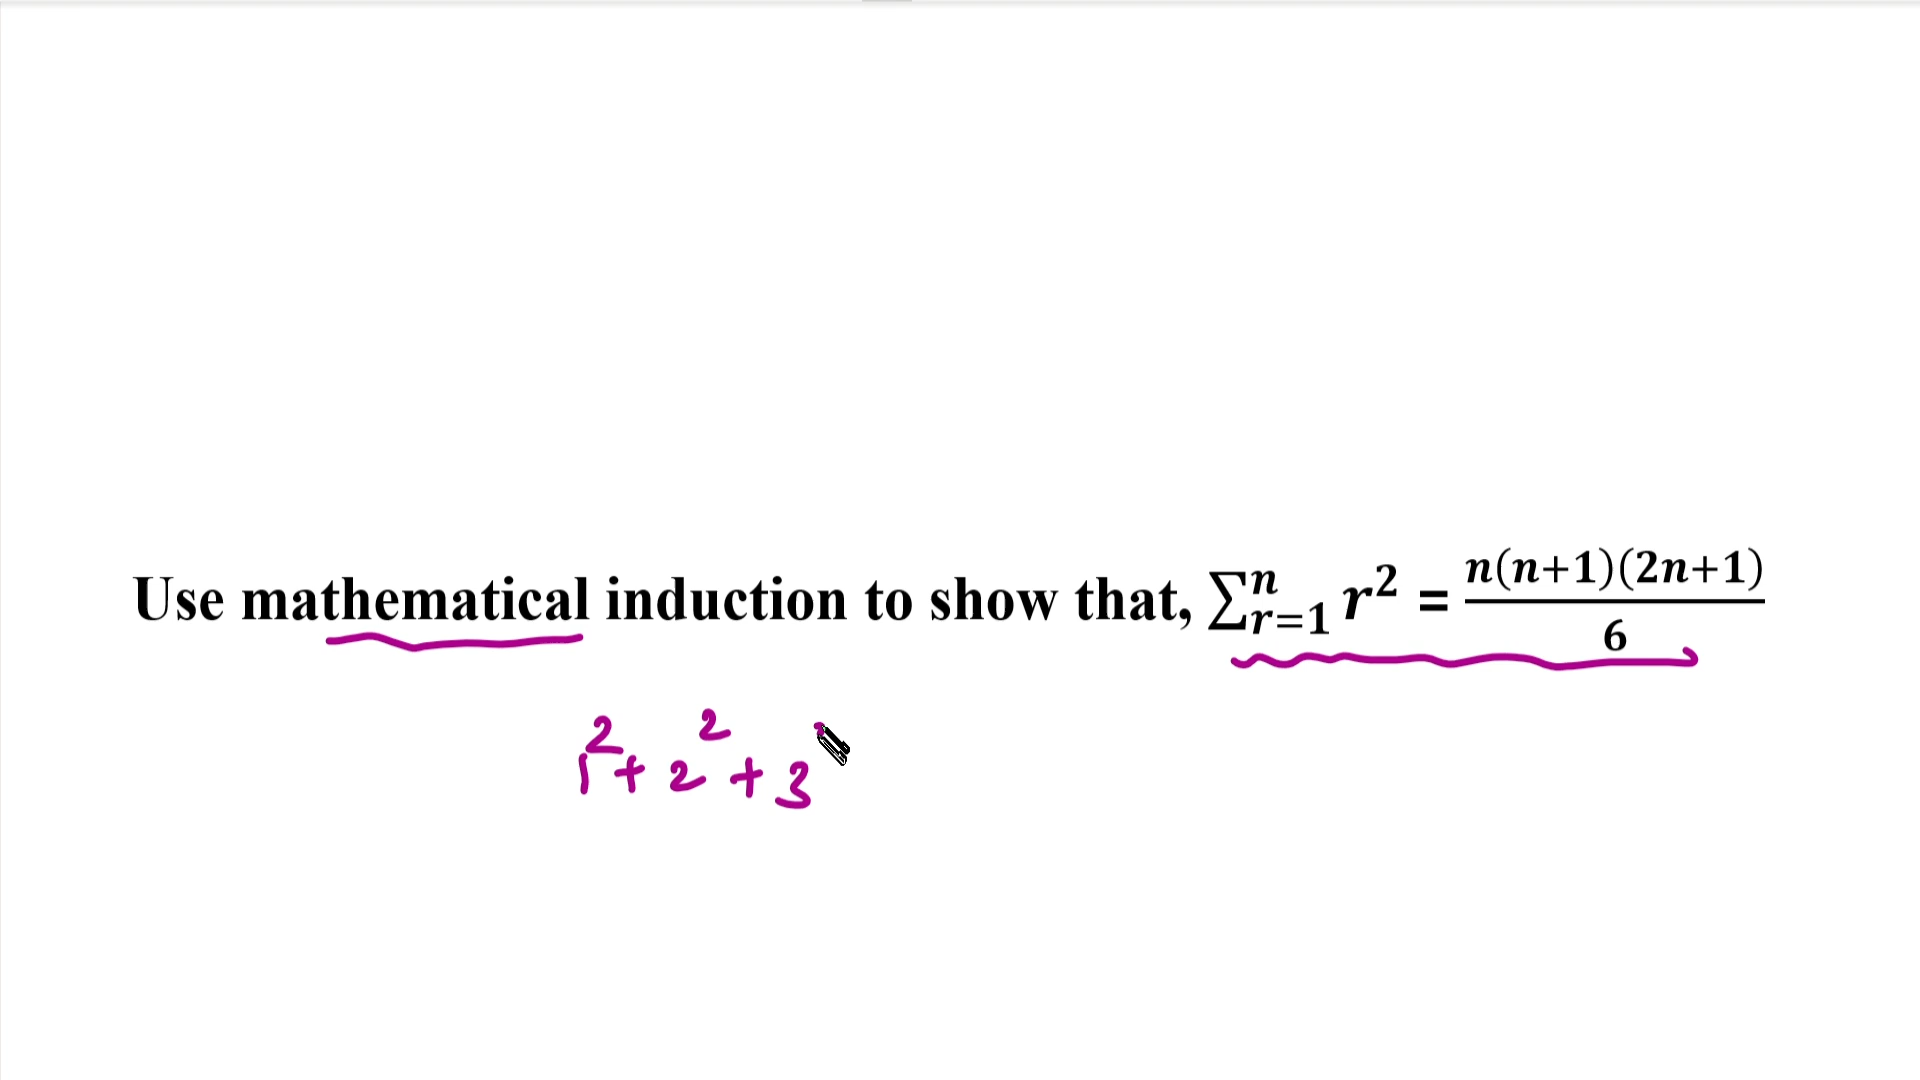 Use mathematical induction to show that, ∑ⁿᵣ₌₁ r² = n(n+1)(2n+1)/6
1² + 2² + 3